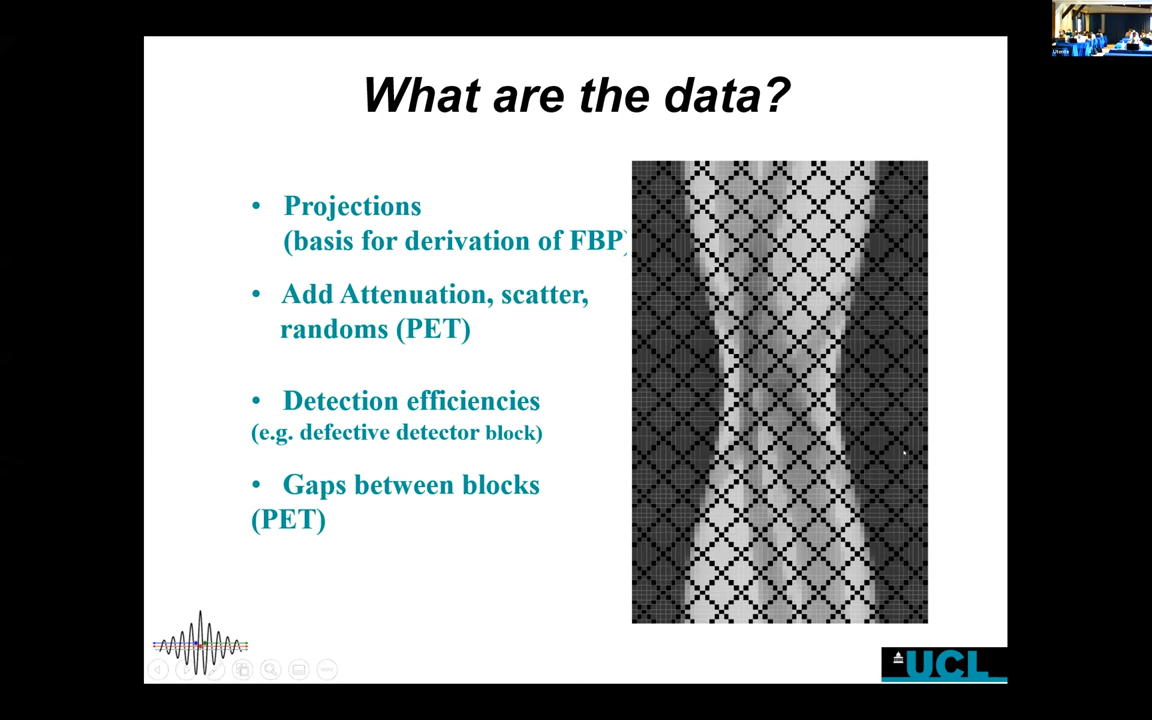 What are the data?
• Projections
(basis for derivation of FBP)
• Add Attenuation, scatter,
randoms (PET)
• Detection efficiencies
(e.g. defective detector block)
• Gaps between blocks
(PET)
UCL